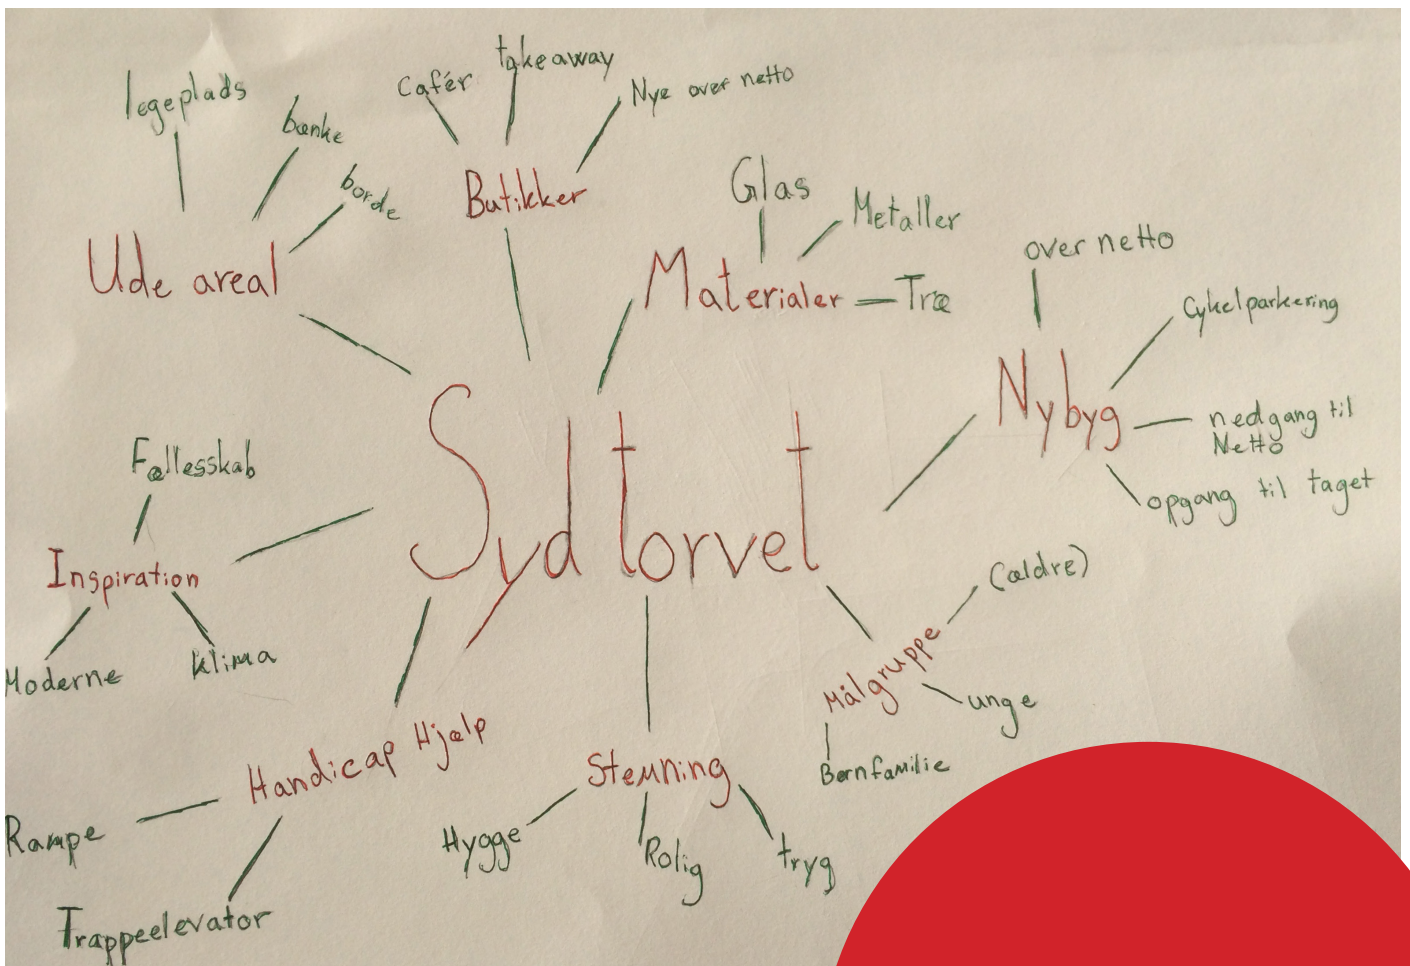 legeplads
bænke
borde
Ude areal
Cafér
takeaway
Nye over netto
Butikker
Glas
Metaller
Træ
Materialer
over netto
Cykelparkering
nedgang til
Netto
opgang til taget
Nybyg
Syd torvet
Fællesskab
Inspiration
Moderne
Klima
(ældre)
Målgruppe
unge
Børnfamilie
Handicap Hjælp
Rampe
Trappeelevator
Stemning
Hygge
Rolig
tryg